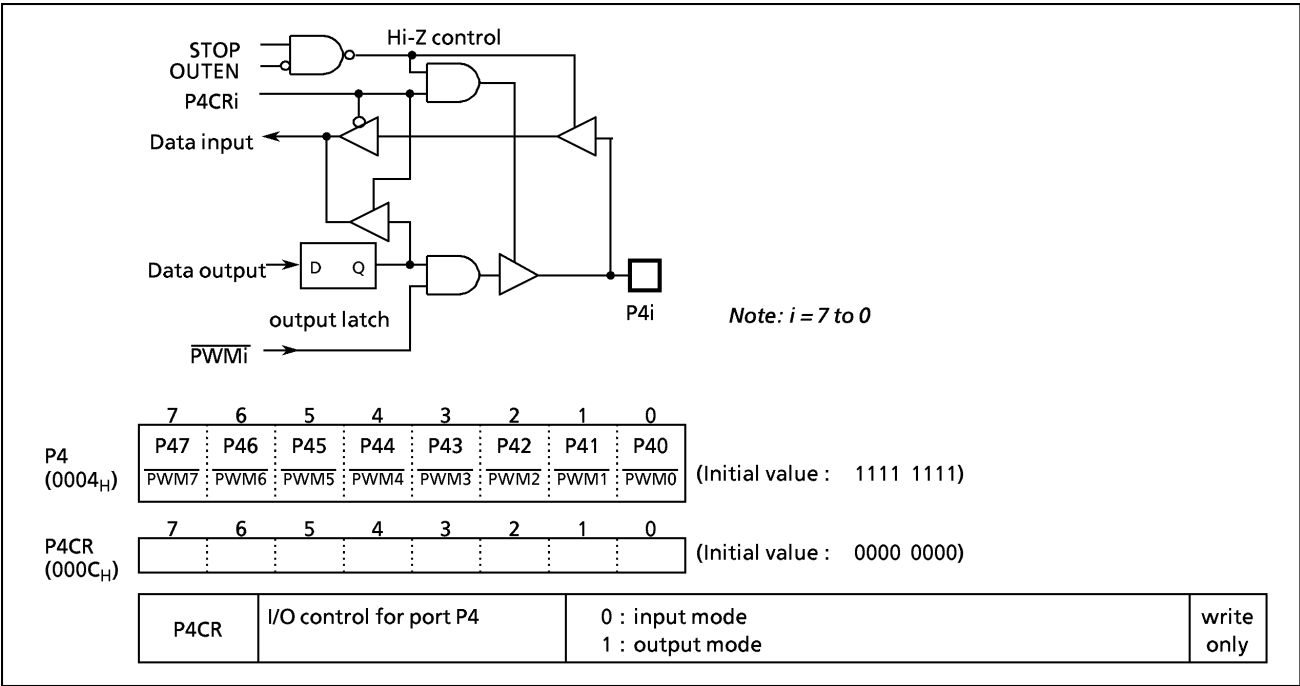 Hi-Z control
STOP
OUTEN
P4CRi
Data input
Data output
D Q
output latch
P4i
Note: i = 7 to 0
PWMi
7 6 5 4 3 2 1 0
P4 (0004H)
P47 P46 P45 P44 P43 P42 P41 P40
PWM7 PWM6 PWM5 PWM4 PWM3 PWM2 PWM1 PWM0
(Initial value : 1111 1111)
7 6 5 4 3 2 1 0
P4CR (000CH)
(Initial value : 0000 0000)
P4CR
I/O control for port P4
0 : input mode
1 : output mode
write
only